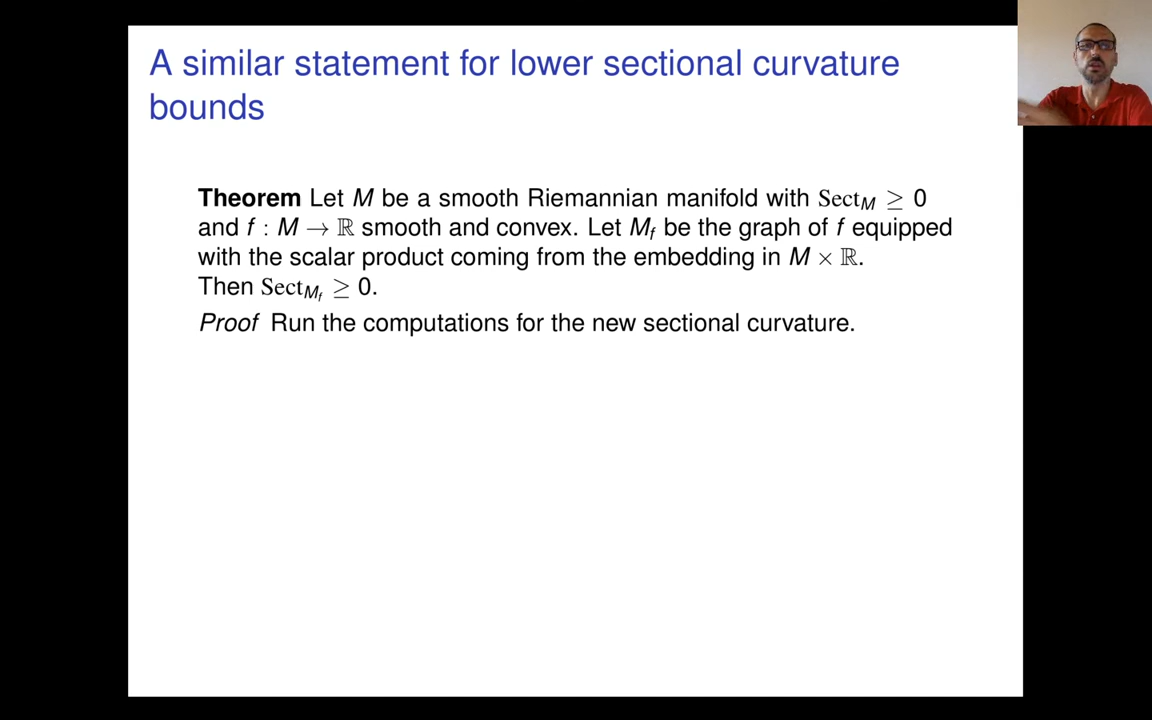 A similar statement for lower sectional curvature
bounds
Theorem Let M be a smooth Riemannian manifold with Sect_M ≥ 0
and f : M → ℝ smooth and convex. Let M_f be the graph of f equipped
with the scalar product coming from the embedding in M × ℝ.
Then Sect_{M_f} ≥ 0.
Proof Run the computations for the new sectional curvature.